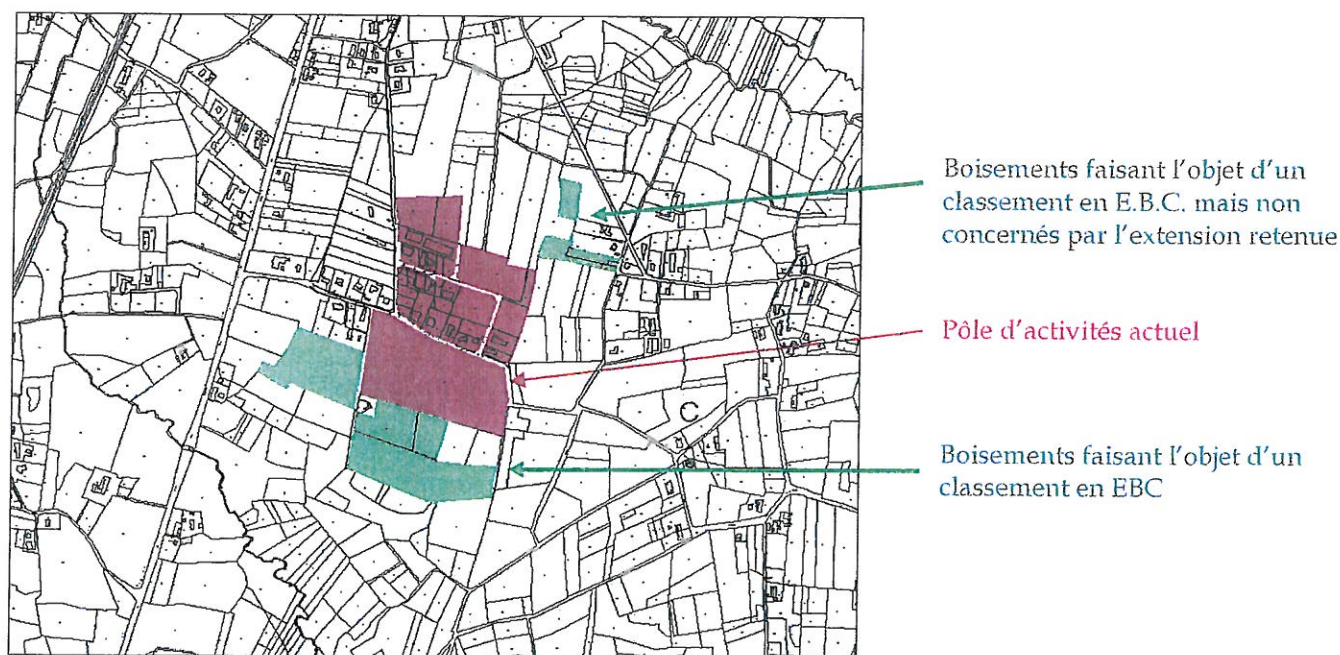 Boisements faisant l'objet d'un
classement en E.B.C. mais non
concernés par l'extension retenue
Pôle d'activités actuel
C
Boisements faisant l'objet d'un
classement en EBC